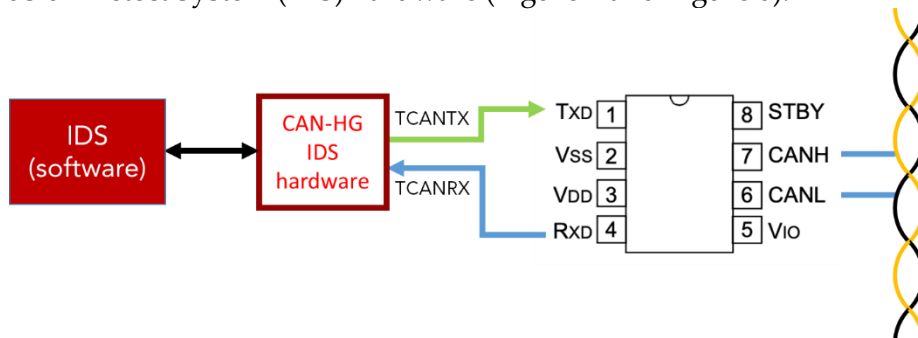 IDS
(software)
CAN-HG
IDS
hardware
TCANTX
TCANRX
TXD 1
VSS 2
VDD 3
RXD 4
8 STBY
7 CANH
6 CANL
5 VIO